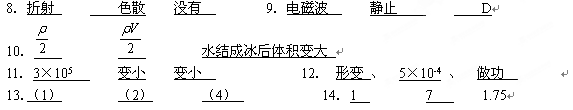 8. 折射 色散 没有 9. 电磁波 静止 D
10. ρ/2 ρV/2 水结成冰后体积变大
11. 3×10⁵ 变小 变小 12. 形变 、 5×10⁻⁴ 、 做功
13. (1) (2) (4) 14. 1 7 1.75